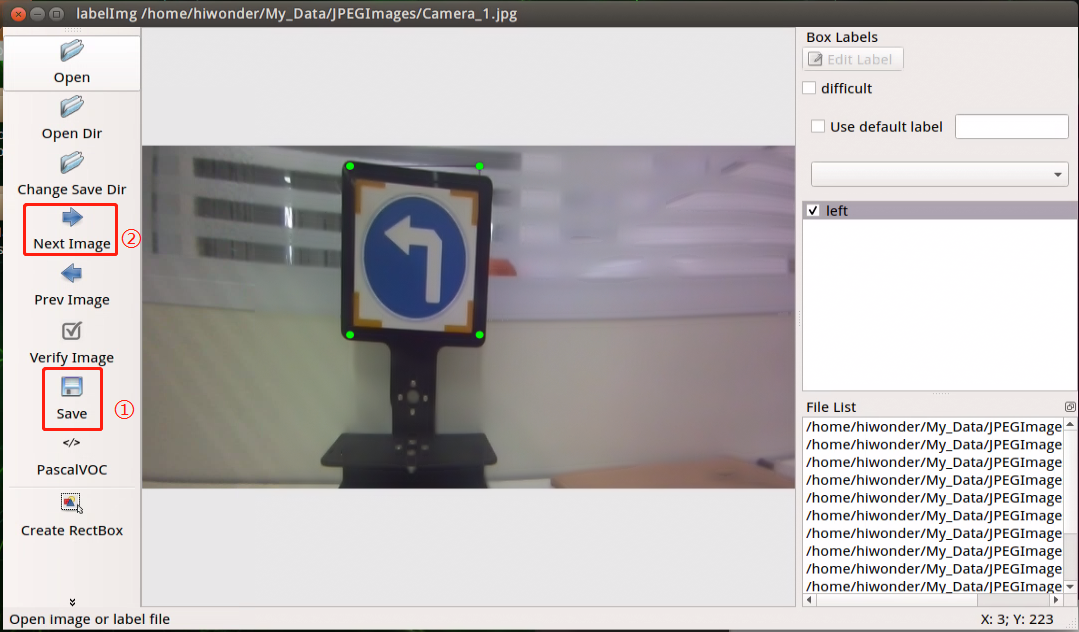 labelImg /home/hiwonder/My_Data/JPEGImages/Camera_1.jpg
Open
Open Dir
Change Save Dir
Next Image
②
Prev Image
Verify Image
Save
①
</>
PascalVOC
Create RectBox
Box Labels
Edit Label
difficult
Use default label
left
File List
/home/hiwonder/My_Data/JPEGImage
/home/hiwonder/My_Data/JPEGImage
/home/hiwonder/My_Data/JPEGImage
/home/hiwonder/My_Data/JPEGImage
/home/hiwonder/My_Data/JPEGImage
/home/hiwonder/My_Data/JPEGImage
/home/hiwonder/My_Data/JPEGImage
/home/hiwonder/My_Data/JPEGImage
/home/hiwonder/My_Data/JPEGImage
/home/hiwonder/My_Data/JPEGImage
Open image or label file
X: 3; Y: 223